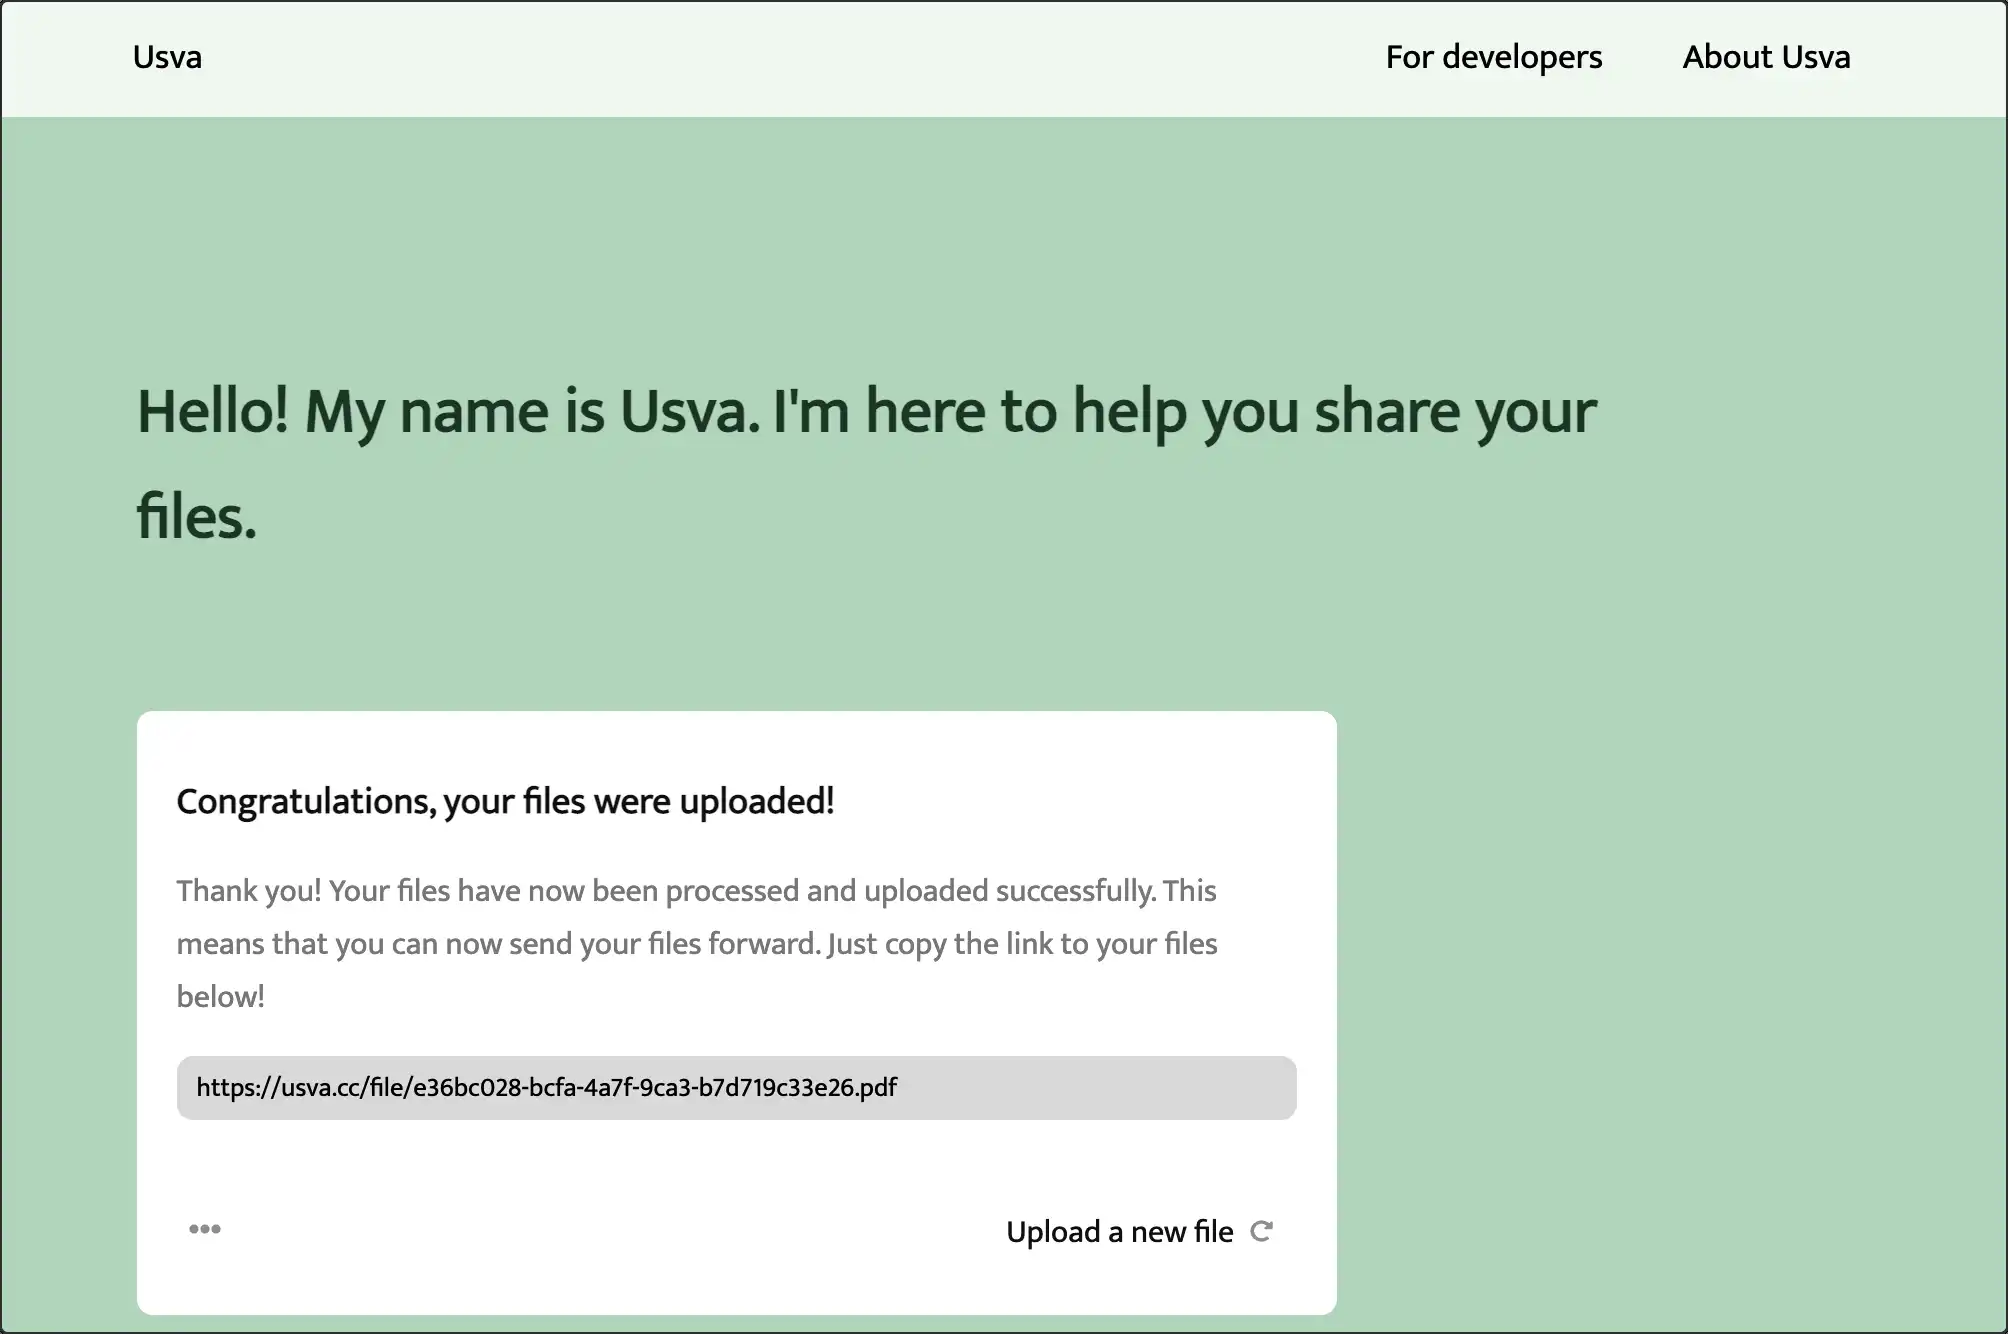 Usva
For developers
About Usva
Hello! My name is Usva. I'm here to help you share your
files.
Congratulations, your files were uploaded!
Thank you! Your files have now been processed and uploaded successfully. This
means that you can now send your files forward. Just copy the link to your files
below!
https://usva.cc/file/e36bc028-bcfa-4a7f-9ca3-b7d719c33e26.pdf
Upload a new file